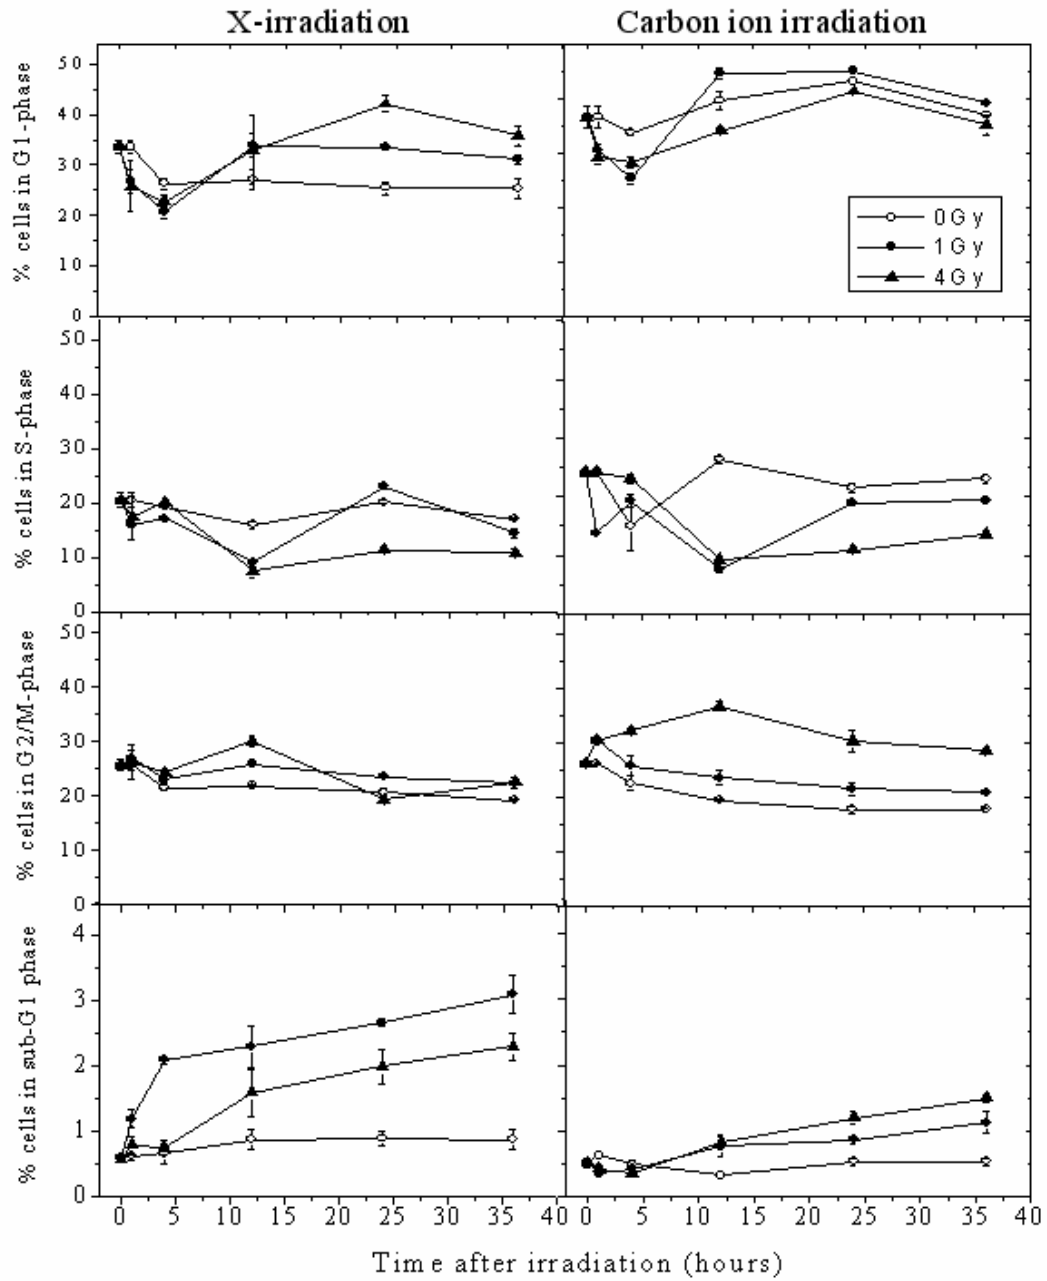 X-irradiation
Carbon ion irradiation
% cells in G1-phase
50
40
30
20
10
0
0 Gy
1 Gy
4 Gy
% cells in S-phase
50
40
30
20
10
0
% cells in G2/M-phase
50
40
30
20
10
0
% cells in sub-G1 phase
4
3
2
1
0
0 5 10 15 20 25 30 35 40
0 5 10 15 20 25 30 35 40
Time after irradiation (hours)